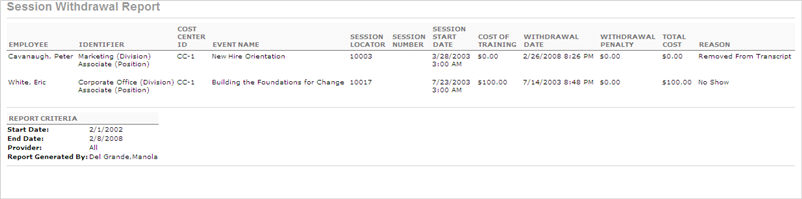 Session Withdrawal Report
EMPLOYEE IDENTIFIER COST CENTER ID EVENT NAME SESSION LOCATOR SESSION NUMBER SESSION START DATE COST OF TRAINING WITHDRAWAL DATE WITHDRAWAL PENALTY TOTAL COST REASON
Cavanaugh, Peter Marketing (Division) CC-1 New Hire Orientation 10003 3/28/2003 $0.00 2/26/2008 8:26 PM $0.00 $0.00 Removed From Transcript
Associate (Position) 3:00 AM
White, Eric Corporate Office (Division) CC-1 Building the Foundations for Change 10017 7/23/2003 $100.00 7/14/2003 8:48 PM $0.00 $100.00 No Show
Associate (Position) 3:00 AM
REPORT CRITERIA
Start Date: 2/1/2002
End Date: 2/8/2008
Provider: All
Report Generated By: Del Grande,Manola